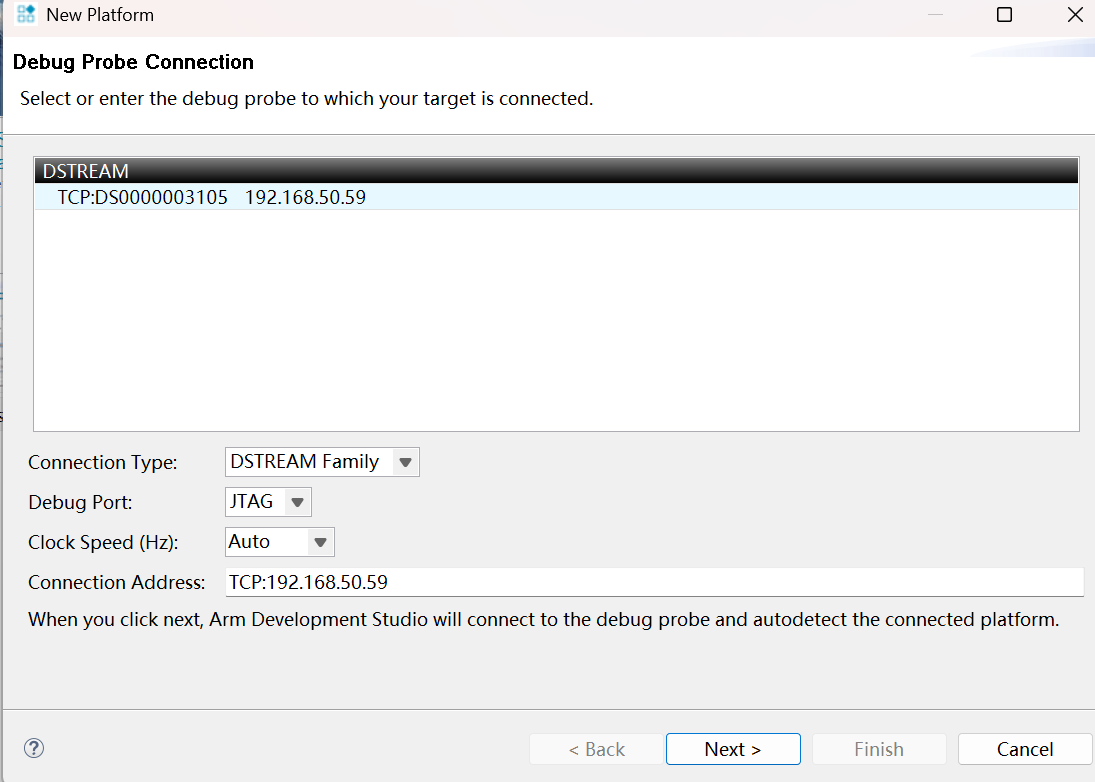 New Platform
Debug Probe Connection
Select or enter the debug probe to which your target is connected.
DSTREAM
TCP:DS0000003105 192.168.50.59
Connection Type: DSTREAM Family
Debug Port: JTAG
Clock Speed (Hz): Auto
Connection Address: TCP:192.168.50.59
When you click next, Arm Development Studio will connect to the debug probe and autodetect the connected platform.
? < Back Next > Finish Cancel